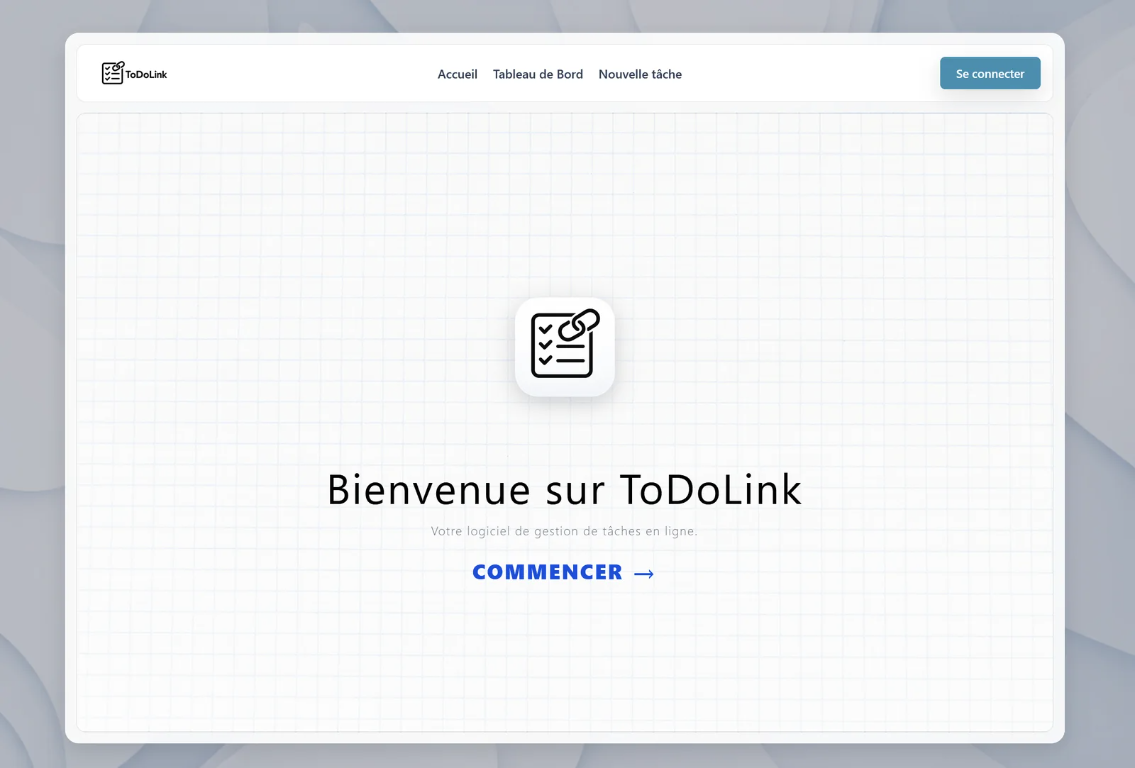 ToDoLink
Accueil Tableau de Bord Nouvelle tâche
Se connecter
Bienvenue sur ToDoLink
Votre logiciel de gestion de tâches en ligne.
COMMENCER →